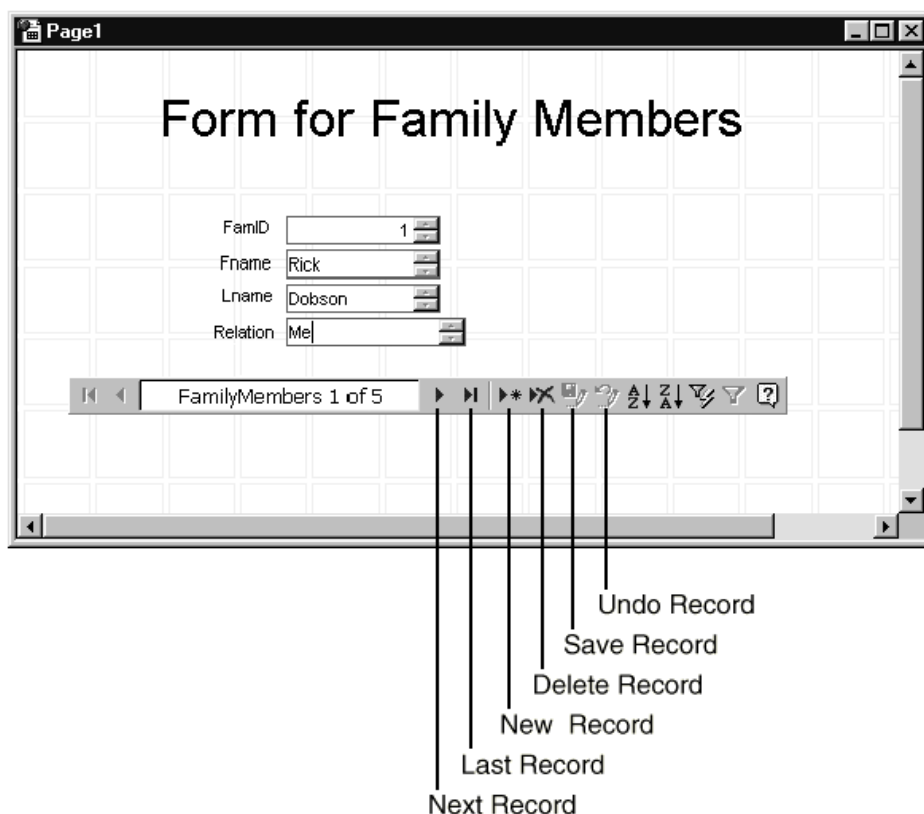 Page1
Form for Family Members
FamID 1
Fname Rick
Lname Dobson
Relation Me
FamilyMembers 1 of 5
Undo Record
Save Record
Delete Record
New Record
Last Record
Next Record